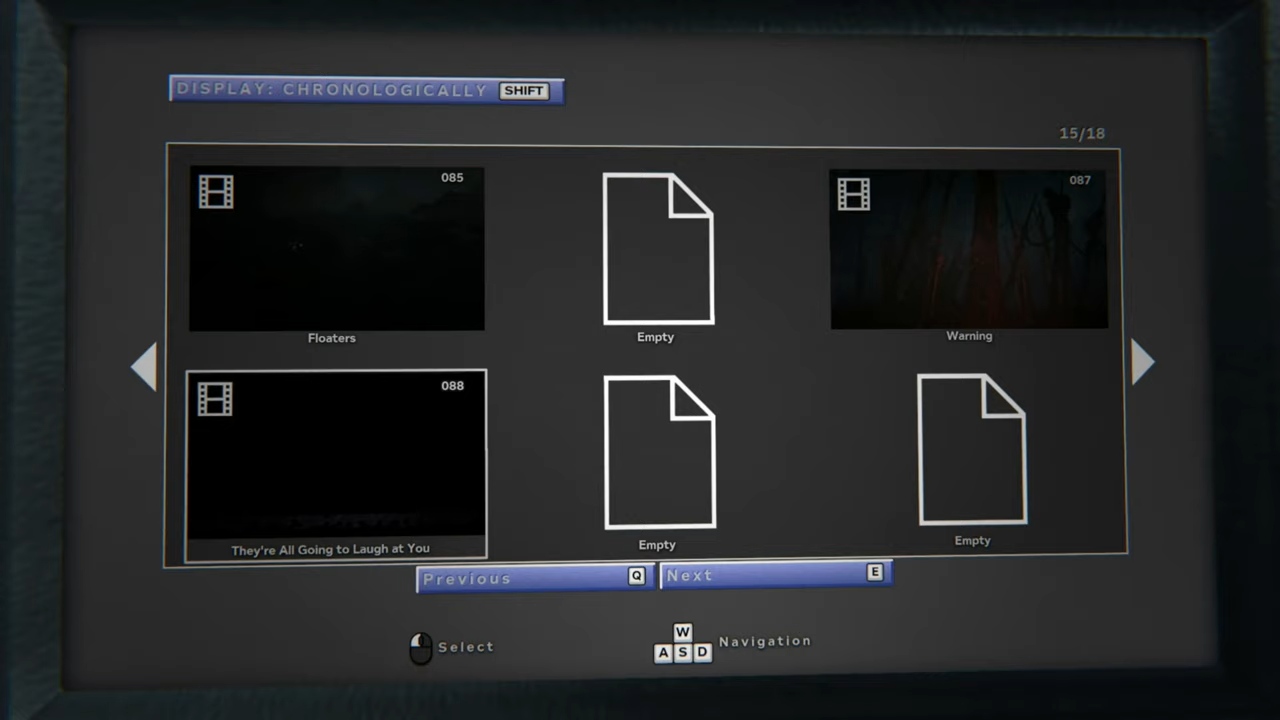 DISPLAY: CHRONOLOGICALLY SHIFT
15/18
085
087
Floaters
Empty
Warning
088
They're All Going to Laugh at You
Empty
Empty
Previous Q
Next E
Select
W
A S D
Navigation